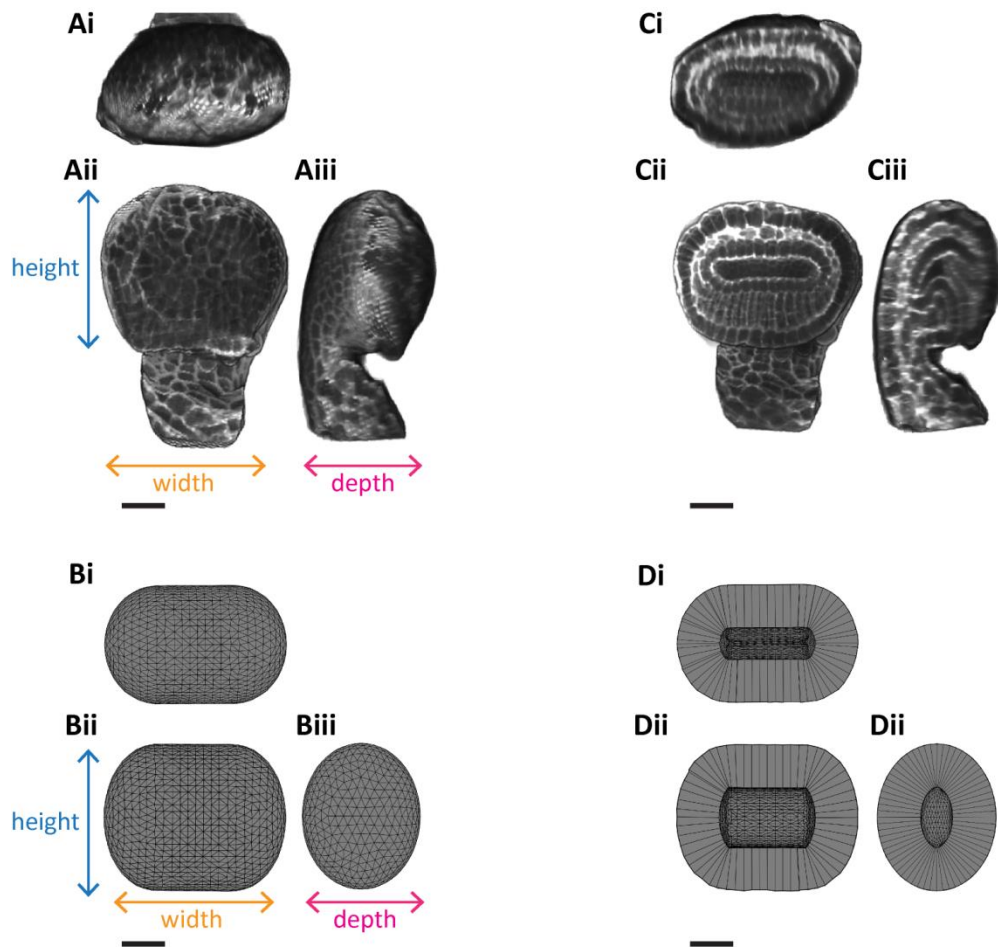 Ai
Ci
Aii
Aiii
Cii
Ciii
height
width
depth
Bi
Di
Bii
Biii
Dii
Dii
height
width
depth